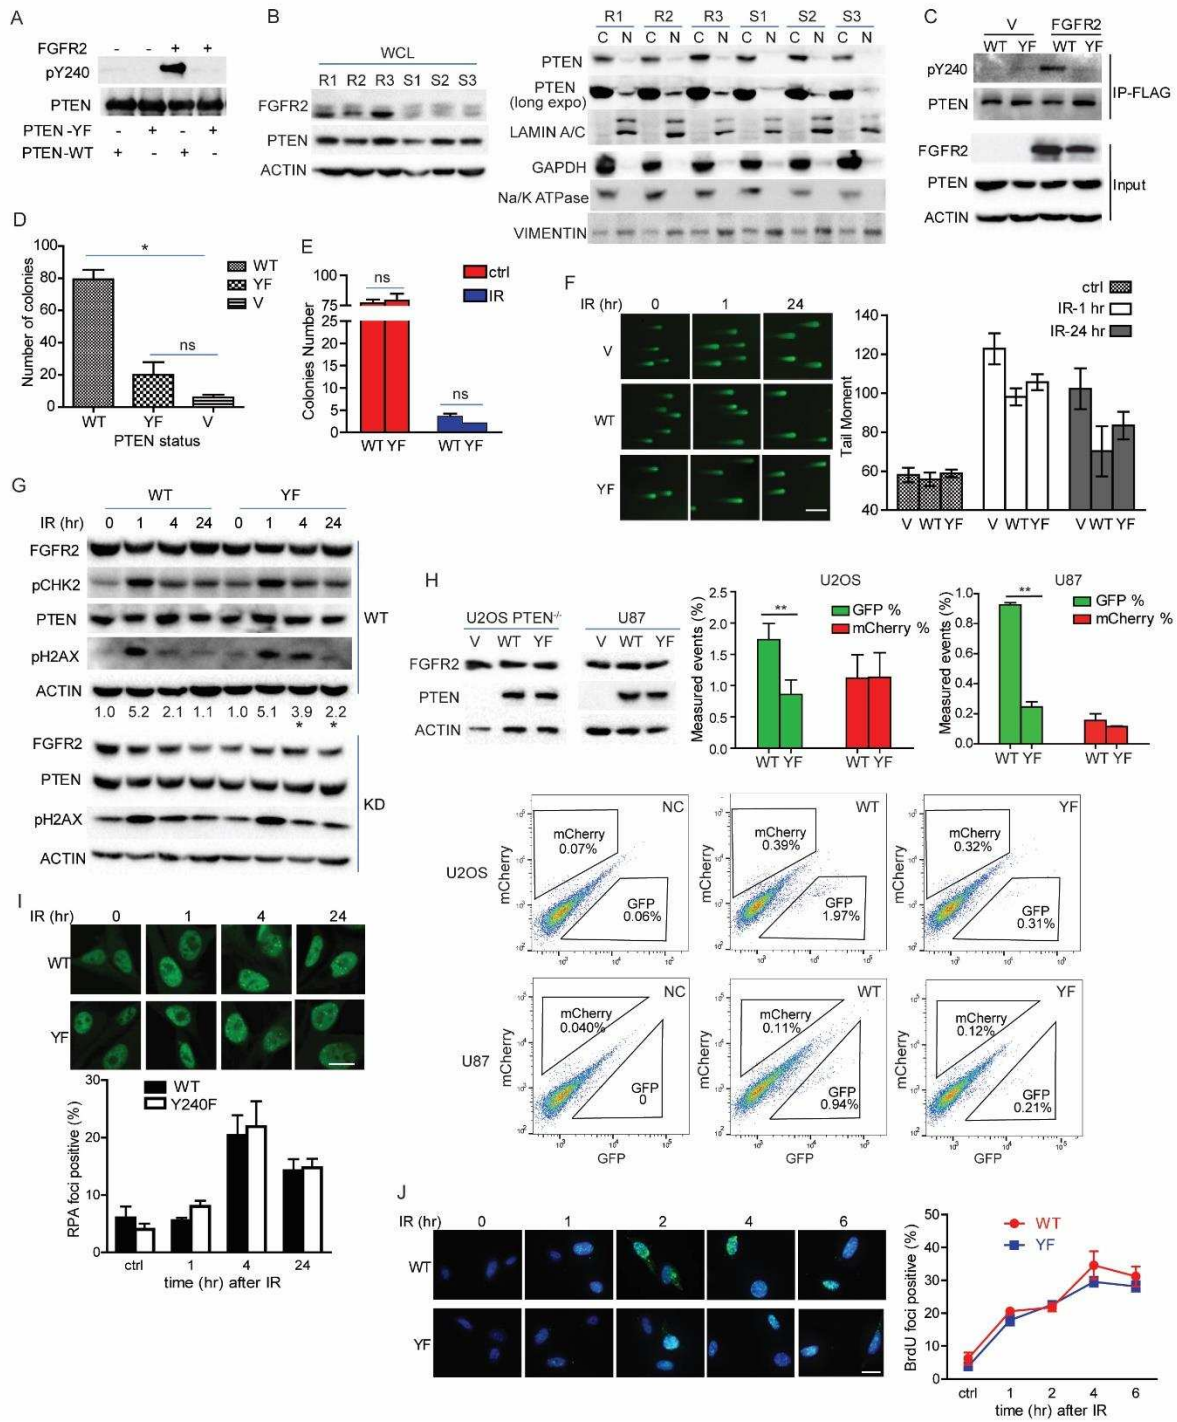 A
FGFR2 - - + +
pY240
PTEN
PTEN-YF - + - +
PTEN-WT + - + -
B
WCL
R1 R2 R3 S1 S2 S3
FGFR2
PTEN
ACTIN
R1 R2 R3 S1 S2 S3
C N C N C N C N C N C N
PTEN
PTEN
(long expo)
LAMIN A/C
GAPDH
Na/K ATPase
VIMENTIN
C
V FGFR2
WT YF WT YF
pY240
PTEN
IP-FLAG
FGFR2
PTEN
ACTIN
Input
D
Number of colonies
100
80
60
40
20
0
*
ns
WT
YF
V
WT YF V
PTEN status
E
Colonies Number
100
75
25
20
15
10
5
0
ns
ns
ctrl
IR
WT YF WT YF
F
IR (hr) 0 1 24
V
WT
YF
ctrl
IR-1 hr
IR-24 hr
Tail Moment
140
120
100
80
60
40
V WT YF V WT YF V WT YF
G
WT YF
IR (hr) 0 1 4 24 0 1 4 24
FGFR2
pCHK2
PTEN
pH2AX
ACTIN
WT
1.0 5.2 2.1 1.1 1.0 5.1 3.9 2.2
* *
FGFR2
PTEN
pH2AX
ACTIN
KD
H
U2OS PTEN-/- U87
V WT YF V WT YF
FGFR2
PTEN
ACTIN
U2OS
Measured events (%)
2.5
2.0
1.5
1.0
0.5
0.0
**
GFP %
mCherry %
WT YF WT YF
U87
Measured events (%)
1.0
0.8
0.6
0.4
0.2
0.0
**
GFP %
mCherry %
WT YF WT YF
U2OS
NC
mCherry
0.07%
GFP
0.06%
mCherry
WT
mCherry
0.39%
GFP
1.97%
mCherry
YF
mCherry
0.32%
GFP
0.31%
mCherry
U87
NC
mCherry
0.040%
GFP
0
mCherry
GFP
WT
mCherry
0.11%
GFP
0.94%
mCherry
GFP
YF
mCherry
0.12%
GFP
0.21%
mCherry
GFP
I
IR (hr) 0 1 4 24
WT
YF
RPA foci positive (%)
30
20
10
0
WT
Y240F
ctrl 1 4 24
time (hr) after IR
J
IR (hr) 0 1 2 4 6
WT
YF
BrdU foci positive (%)
50
40
30
20
10
0
WT
YF
ctrl 1 2 4 6
time (hr) after IR